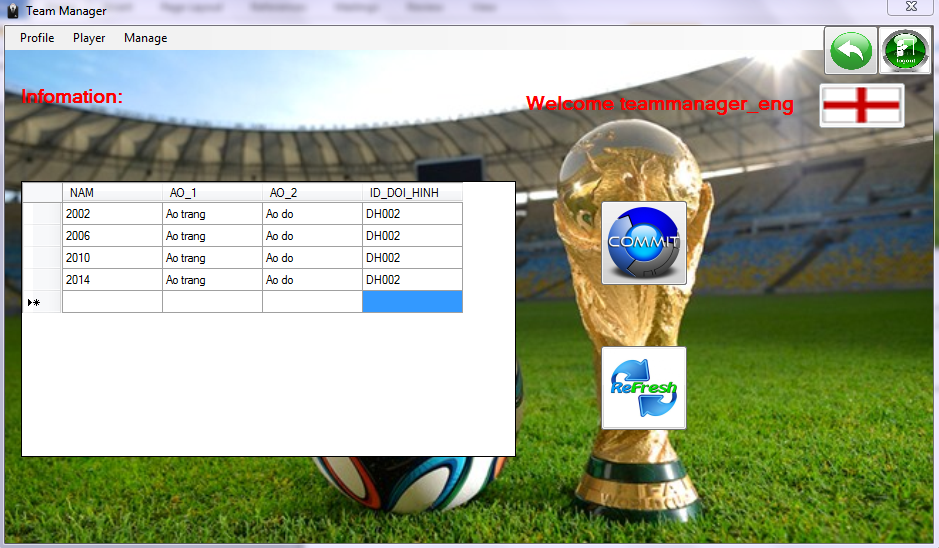 Team Manager
Profile Player Manage
logout
Infomation:
Welcome teammanager_eng
NAM AO_1 AO_2 ID_DOI_HINH
2002 Ao trang Ao do DH002
2006 Ao trang Ao do DH002
2010 Ao trang Ao do DH002
2014 Ao trang Ao do DH002
COMMIT
ReFresh